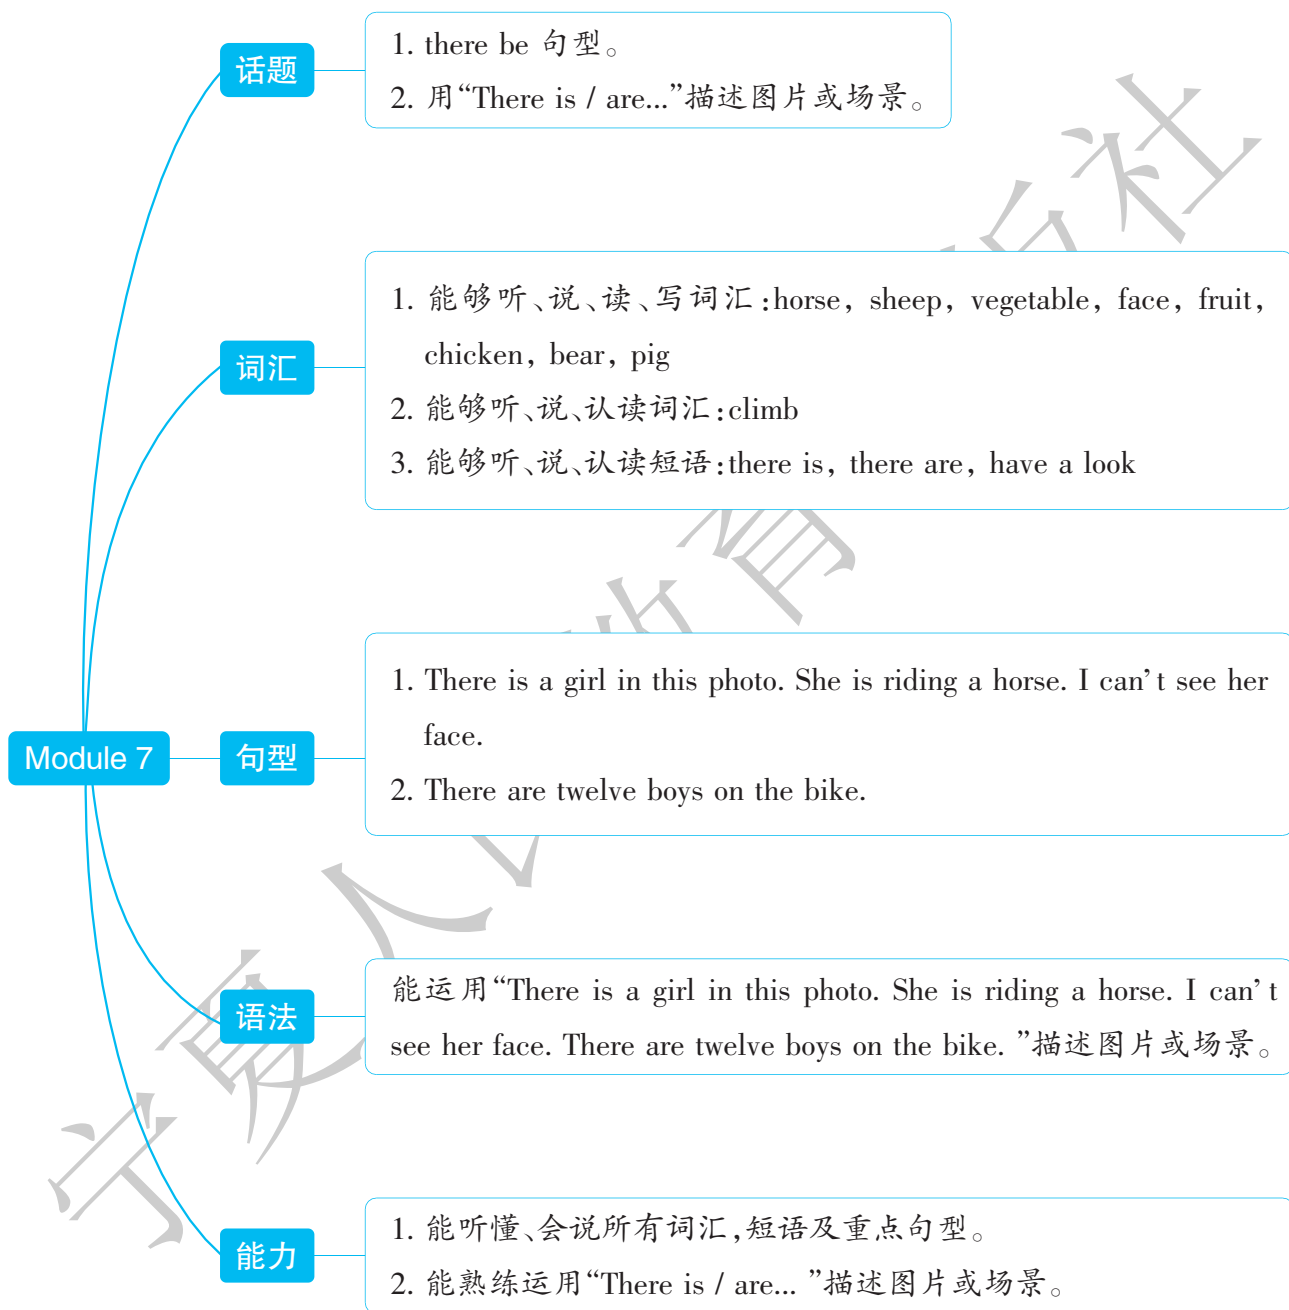 话题
1. there be 句型。
2. 用“There is / are...”描述图片或场景。
词汇
1. 能够听、说、读、写词汇:horse, sheep, vegetable, face, fruit,
chicken, bear, pig
2. 能够听、说、认读词汇:climb
3. 能够听、说、认读短语:there is, there are, have a look
Module 7
句型
1. There is a girl in this photo. She is riding a horse. I can't see her
face.
2. There are twelve boys on the bike.
语法
能运用“There is a girl in this photo. She is riding a horse. I can't
see her face. There are twelve boys on the bike. ”描述图片或场景。
能力
1. 能听懂、会说所有词汇,短语及重点句型。
2. 能熟练运用“There is / are... ”描述图片或场景。